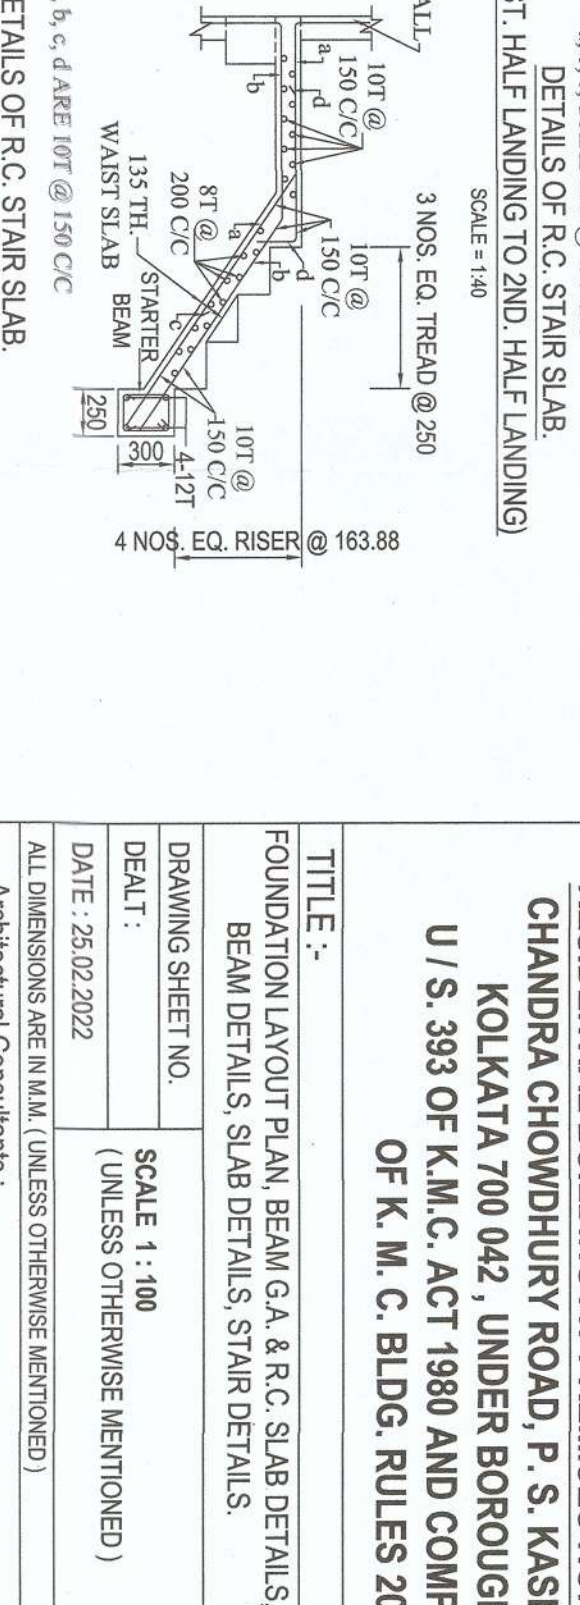 DETAILS OF R.C. STAIR SLAB.
HALF LANDING TO 2ND. HALF LANDING)
SCALE = 1:40
3 NOS. EQ. TREAD @ 250
10T @
150 C/C
a
b
d
10T @
150 C/C
a
b
d
8T @
200 C/C
c
135 TH.
WAIST SLAB
STARTER
BEAM
250
300
4-12T
10T @
150 C/C
4 NOS. EQ. RISER @ 163.88
b, c, d ARE 10T @ 150 C/C
DETAILS OF R.C. STAIR SLAB.
CHANDRA CHOWDHURY ROAD, P. S.
KOLKATA 700 042 , UNDER
U / S. 393 OF K.M.C. ACT 1980 AND
OF K. M. C. BLDG. RULES
TITLE :-
FOUNDATION LAYOUT PLAN, BEAM G.A. & R.C. SLAB DETAILS,
BEAM DETAILS, SLAB DETAILS, STAIR DETAILS.
DRAWING SHEET NO.
DEALT :
DATE : 25.02.2022
SCALE 1 : 100
( UNLESS OTHERWISE MENTIONED )
ALL DIMENSIONS ARE IN M.M. ( UNLESS OTHERWISE MENTIONED )
Architectural Consultants :